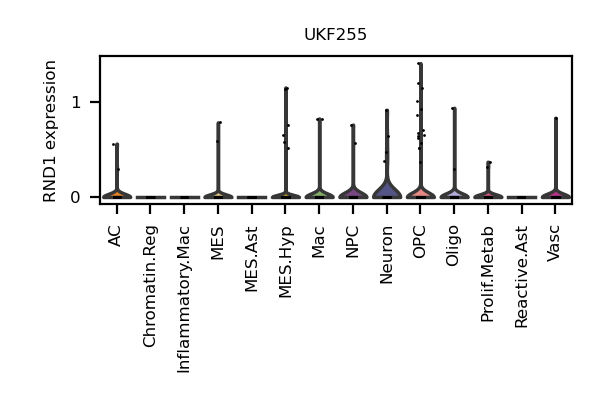 UKF255
RND1 expression
1
0
AC
Chromatin.Reg
Inflammatory.Mac
MES
MES.Ast
MES.Hyp
Mac
NPC
Neuron
OPC
Oligo
Prolif.Metab
Reactive.Ast
Vasc